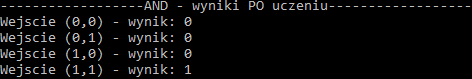 ------------------AND - wyniki PO uczeniu------------------
Wejscie (0,0) - wynik: 0
Wejscie (0,1) - wynik: 0
Wejscie (1,0) - wynik: 0
Wejscie (1,1) - wynik: 1